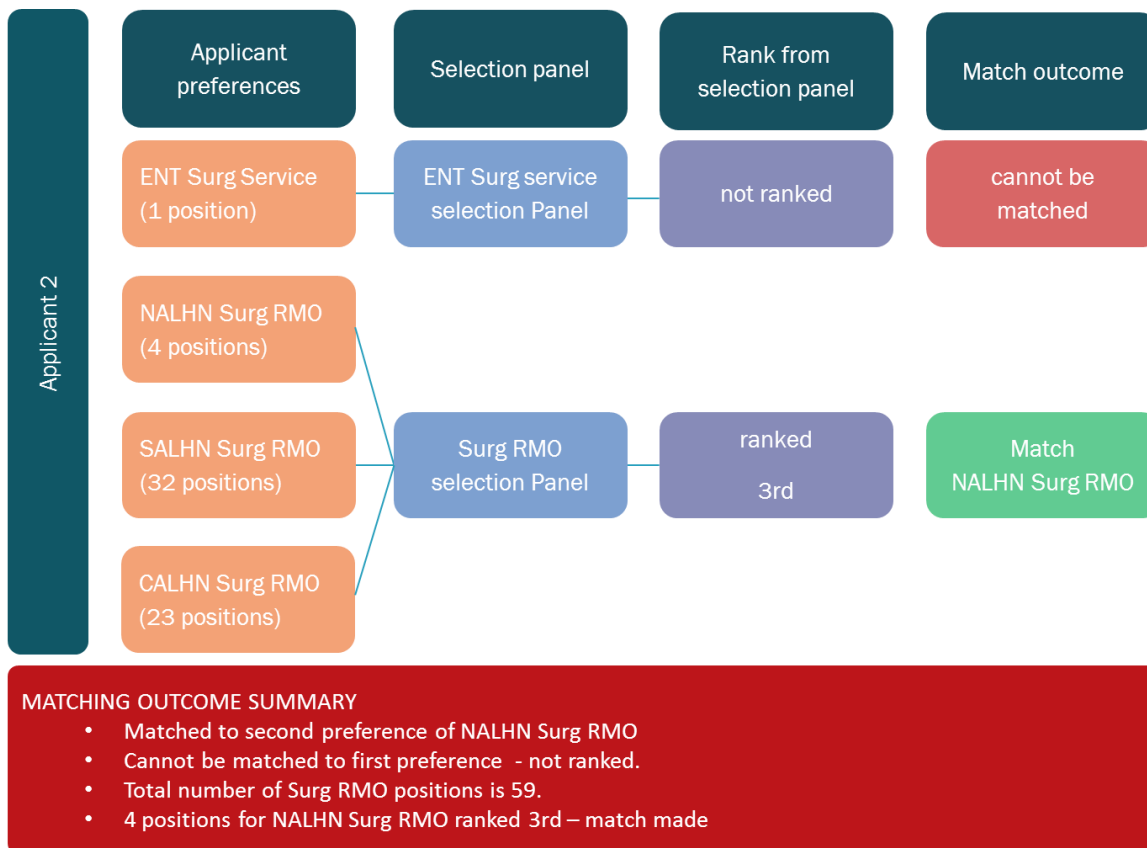 Applicant
preferences
Selection panel
Rank from
selection panel
Match outcome
Applicant 2
ENT Surg Service
(1 position)
ENT Surg service
selection Panel
not ranked
cannot be
matched
NALHN Surg RMO
(4 positions)
SALHN Surg RMO
(32 positions)
Surg RMO
selection Panel
ranked
3rd
Match
NALHN Surg RMO
CALHN Surg RMO
(23 positions)
MATCHING OUTCOME SUMMARY
• Matched to second preference of NALHN Surg RMO
• Cannot be matched to first preference - not ranked.
• Total number of Surg RMO positions is 59.
• 4 positions for NALHN Surg RMO ranked 3rd – match made